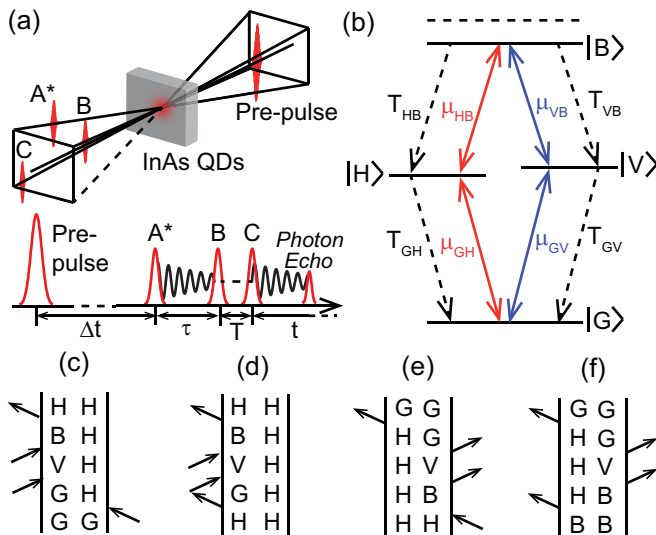 (a)
A*
B
C
Pre-pulse
InAs QDs
Pre-
pulse
A* B C Photon
Echo
Δt τ T t
(b)
|B⟩
T_HB μ_HB μ_VB T_VB
|H⟩ |V⟩
T_GH μ_GH μ_GV T_GV
|G⟩
(c)
H H
B H
V H
G H
G G
(d)
H H
B H
V H
G H
H H
(e)
G G
H G
H V
H B
H H
(f)
G G
H G
H V
H B
B B